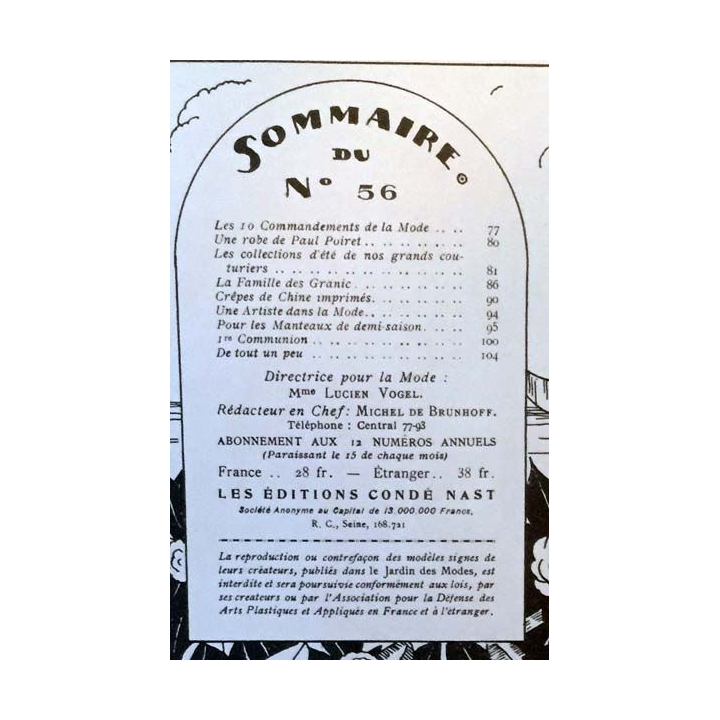 SOMMAIRE
DU
No 56
Les 10 Commandements de la Mode .. .. 77
Une robe de Paul Poiret .. .. .. .. .. .. 80
Les collections d'été de nos grands cou-
turiers .. .. .. .. .. .. .. .. .. .. 81
La Famille des Granic .. .. .. .. .. .. 86
Crêpes de Chine imprimés. .. .. .. .. .. 90
Une Artiste dans la Mode.. .. .. .. .. .. 94
Pour les Manteaux de demi-saison. .. .. 95
1re Communion .. .. .. .. .. .. .. .. 100
De tout un peu .. .. .. .. .. .. .. .. 104
Directrice pour la Mode :
Mme LUCIEN VOGEL.
Rédacteur en Chef : MICHEL DE BRUNHOFF.
Téléphone : Central 77-93
ABONNEMENT AUX 12 NUMÉROS ANNUELS
(Paraissant le 15 de chaque mois)
France .. 28 fr. — Étranger.. 38 fr.
LES ÉDITIONS CONDÉ NAST
Société Anonyme au Capital de 13.000.000 Francs.
R. C., Seine, 168.721
La reproduction ou contrefaçon des modèles signes de
leurs créateurs, publiés dans le Jardin des Modes, est
interdite et sera poursuivie conformément aux lois, par
ses createurs ou par l'Association pour la Défense des
Arts Plastiques et Appliqués en France et à l'étranger.